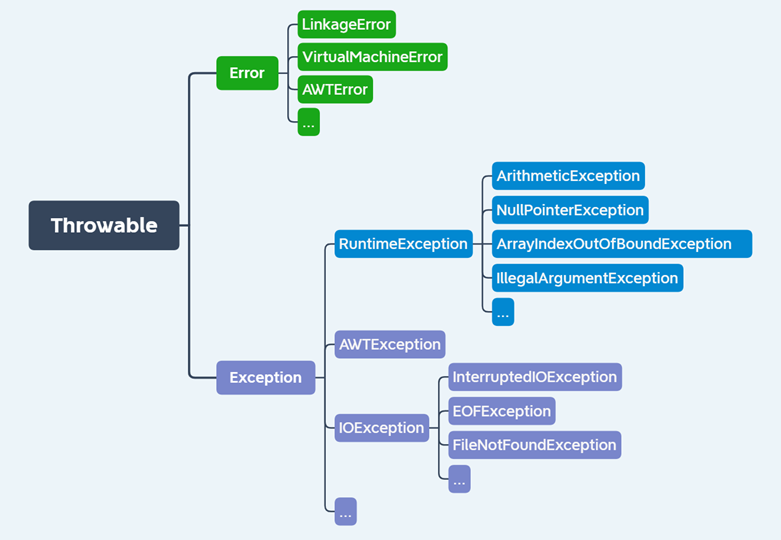 LinkageError
Error
VirtualMachineError
AWTError
...
Throwable
ArithmeticException
NullPointerException
RuntimeException
ArrayIndexOutOfBoundException
IllegalArgumentException
...
AWTException
Exception
InterruptedIOException
EOFException
IOException
FileNotFoundException
...
...